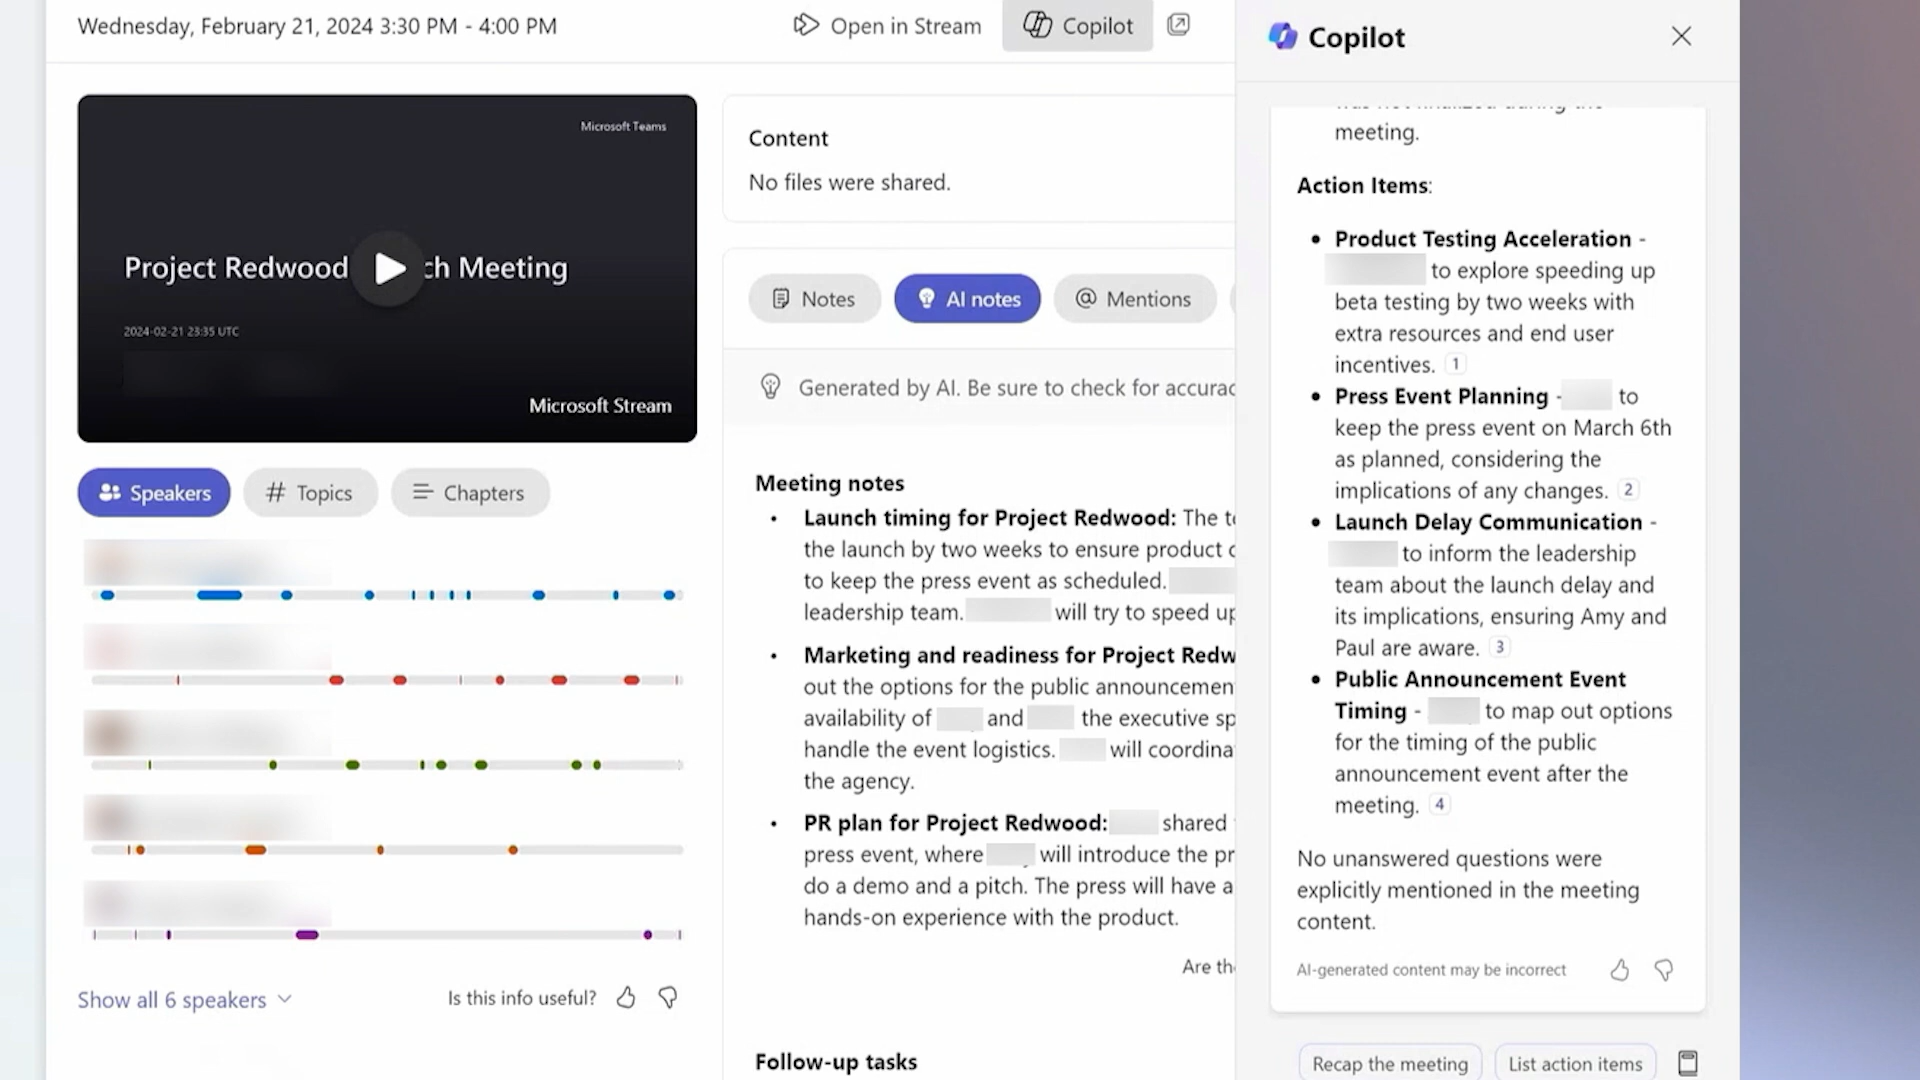 Wednesday, February 21, 2024 3:30 PM - 4:00 PM
Open in Stream
Copilot
Microsoft Teams
Project Redwood ch Meeting
2024-02-21 23:35 UTC
Microsoft Stream
Speakers
Topics
Chapters
Show all 6 speakers
Is this info useful?
Content
No files were shared.
Notes
AI notes
Mentions
Generated by AI. Be sure to check for
Meeting notes
Launch timing for Project Redwood: The
the launch by two weeks to ensure product
to keep the press event as scheduled.
leadership team. will try to speed
Marketing and readiness for Project
out the options for the public
availability of and the executive
handle the event logistics. will
the agency.
PR plan for Project Redwood: shared
press event, where will introduce the
do a demo and a pitch. The press will have a
hands-on experience with the product.
Are
Follow-up tasks
Copilot
meeting.
Action Items:
• Product Testing Acceleration -
to explore speeding up
beta testing by two weeks with
extra resources and end user
incentives. 1
• Press Event Planning - to
keep the press event on March 6th
as planned, considering the
implications of any changes. 2
• Launch Delay Communication -
to inform the leadership
team about the launch delay and
its implications, ensuring Amy and
Paul are aware. 3
• Public Announcement Event
Timing - to map out options
for the timing of the public
announcement event after the
meeting. 4
No unanswered questions were
explicitly mentioned in the meeting
content.
AI-generated content may be incorrect
Recap the meeting
List action items